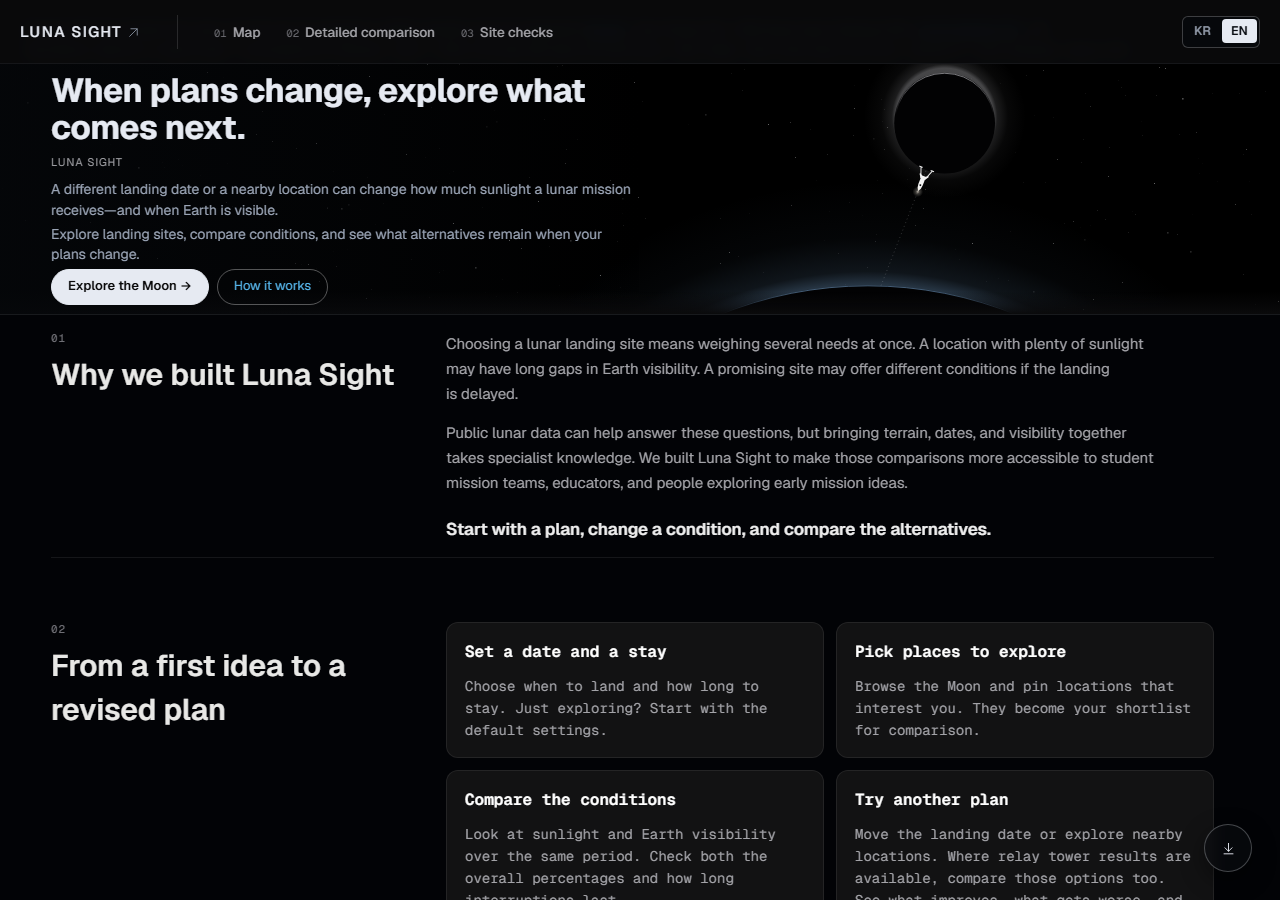 LUNA SIGHT
01 Map
02 Detailed comparison
03 Site checks
KR EN
When plans change, explore what
comes next.
LUNA SIGHT
A different landing date or a nearby location can change how much sunlight a lunar mission
receives—and when Earth is visible.
Explore landing sites, compare conditions, and see what alternatives remain when your
plans change.
Explore the Moon →
How it works
01
Why we built Luna Sight
Choosing a lunar landing site means weighing several needs at once. A location with plenty of sunlight
may have long gaps in Earth visibility. A promising site may offer different conditions if the landing
is delayed.
Public lunar data can help answer these questions, but bringing terrain, dates, and visibility together
takes specialist knowledge. We built Luna Sight to make those comparisons more accessible to student
mission teams, educators, and people exploring early mission ideas.
Start with a plan, change a condition, and compare the alternatives.
02
From a first idea to a
revised plan
Set a date and a stay
Choose when to land and how long to
stay. Just exploring? Start with the
default settings.
Pick places to explore
Browse the Moon and pin locations that
interest you. They become your shortlist
for comparison.
Compare the conditions
Look at sunlight and Earth visibility
over the same period. Check both the
overall percentages and how long
interruptions last.
Try another plan
Move the landing date or explore nearby
locations. Where relay tower results are
available, compare those options too.
See what improves, what gets worse, and